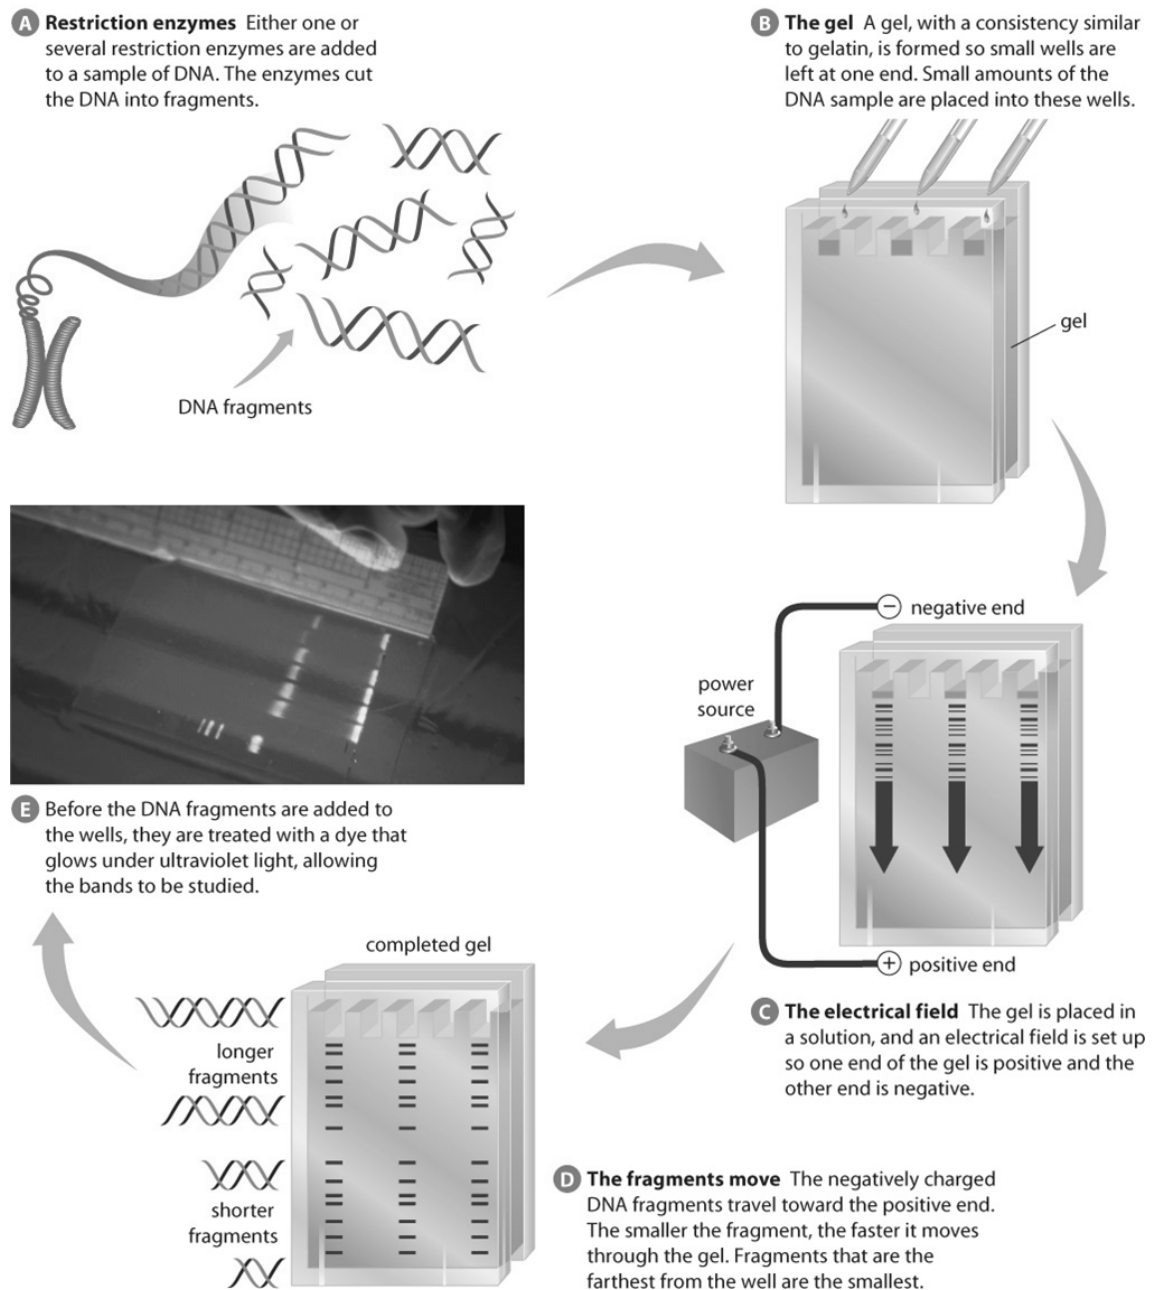 A Restriction enzymes Either one or
several restriction enzymes are added
to a sample of DNA. The enzymes cut
the DNA into fragments.
DNA fragments
B The gel A gel, with a consistency similar
to gelatin, is formed so small wells are
left at one end. Small amounts of the
DNA sample are placed into these wells.
gel
− negative end
power
source
+ positive end
C The electrical field The gel is placed in
a solution, and an electrical field is set up
so one end of the gel is positive and the
other end is negative.
D The fragments move The negatively charged
DNA fragments travel toward the positive end.
The smaller the fragment, the faster it moves
through the gel. Fragments that are the
farthest from the well are the smallest.
completed gel
longer
fragments
shorter
fragments
E Before the DNA fragments are added to
the wells, they are treated with a dye that
glows under ultraviolet light, allowing
the bands to be studied.